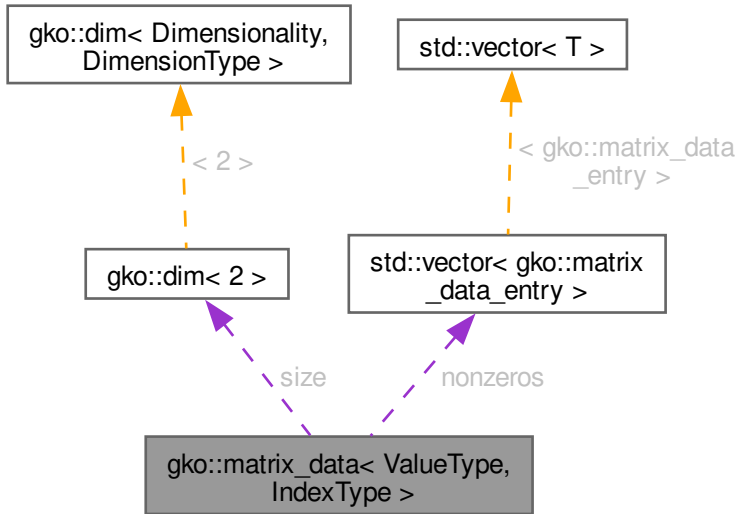 gko::dim< Dimensionality,
DimensionType >
std::vector< T >
< 2 >
< gko::matrix_data
_entry >
gko::dim< 2 >
std::vector< gko::matrix
_data_entry >
size
nonzeros
gko::matrix_data< ValueType,
IndexType >